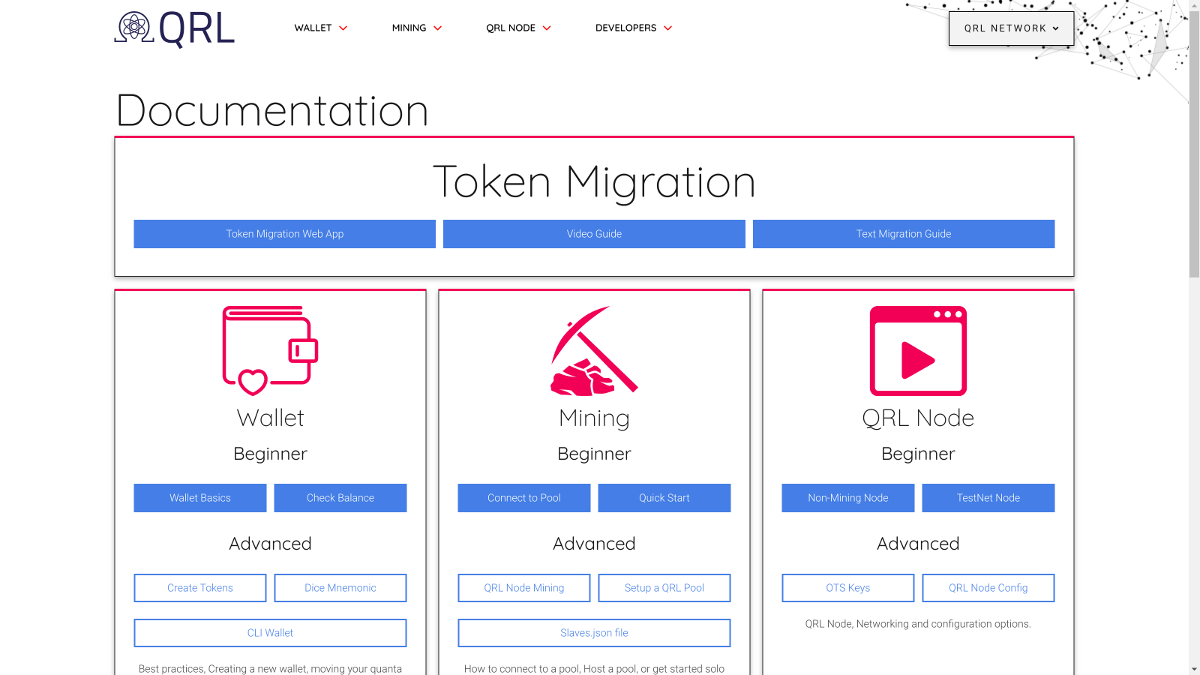 QRL
WALLET
MINING
QRL NODE
DEVELOPERS
QRL NETWORK
Documentation
Token Migration
Token Migration Web App
Video Guide
Text Migration Guide
Wallet
Beginner
Wallet Basics
Check Balance
Advanced
Create Tokens
Dice Mnemonic
CLI Wallet
Best practices, Creating a new wallet, moving your quanta
Mining
Beginner
Connect to Pool
Quick Start
Advanced
QRL Node Mining
Setup a QRL Pool
Slaves.json file
How to connect to a pool, Host a pool, or get started solo
QRL Node
Beginner
Non-Mining Node
TestNet Node
Advanced
OTS Keys
QRL Node Config
QRL Node, Networking and configuration options.